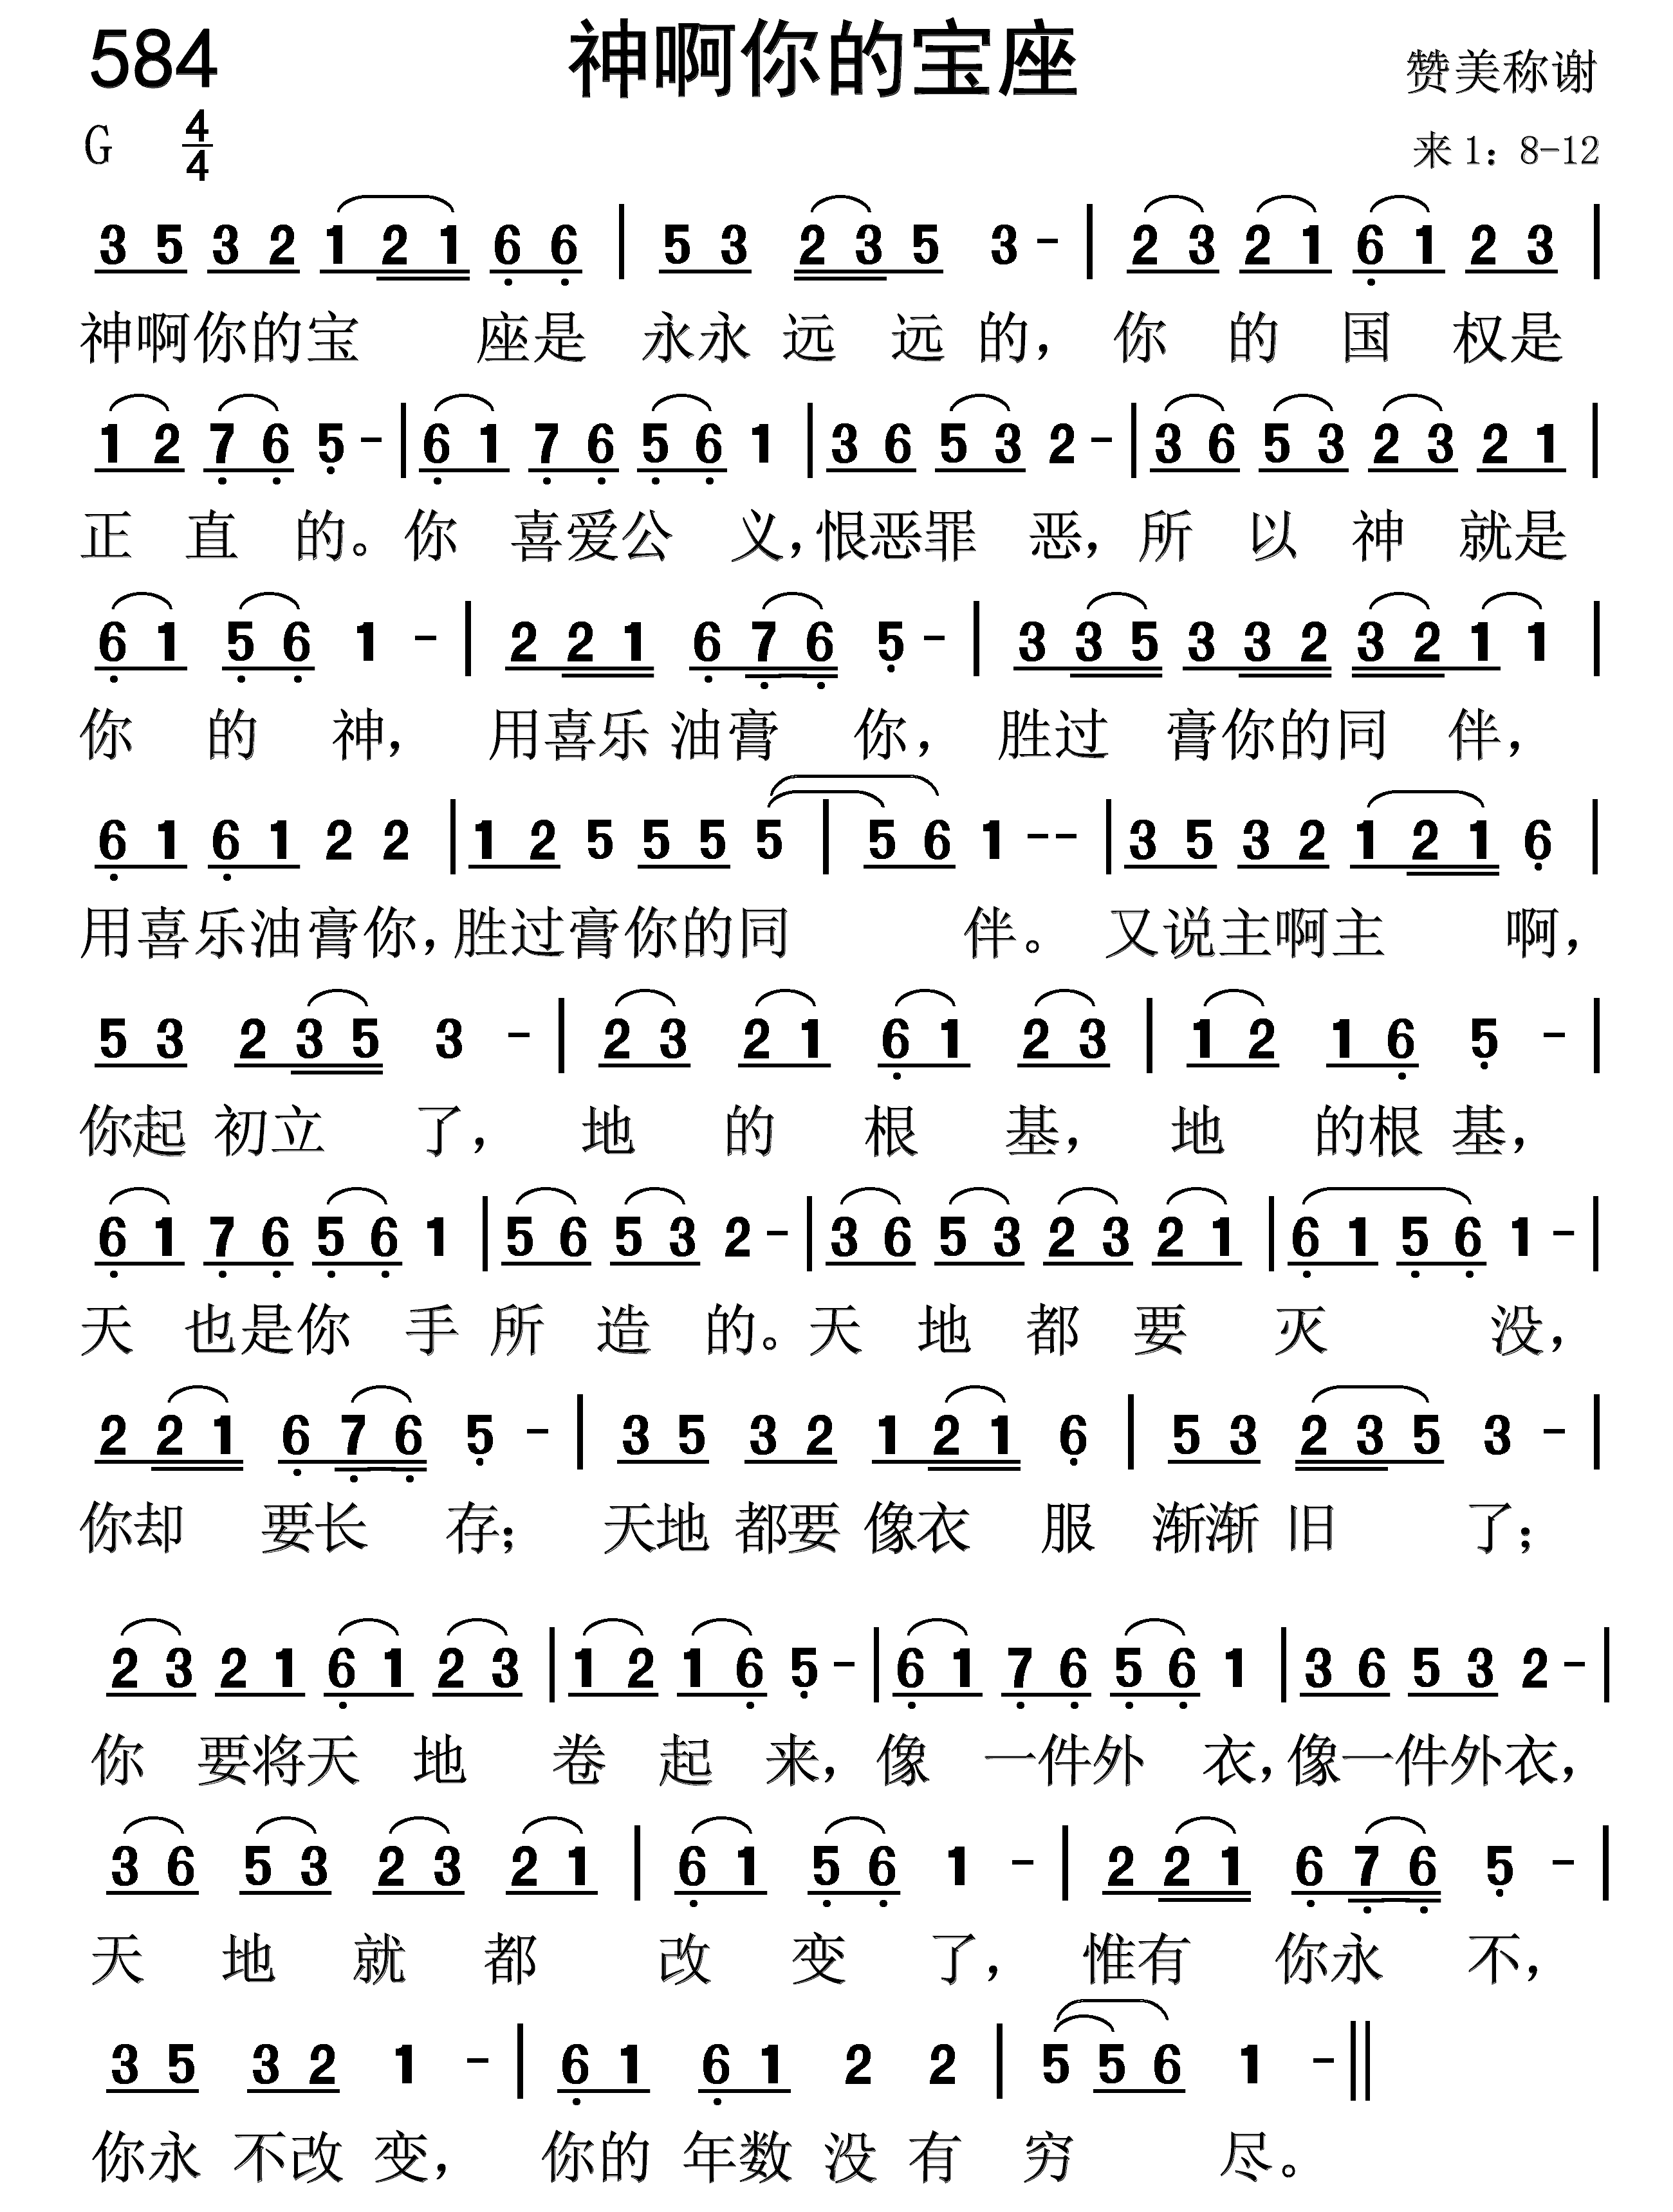 584 神啊你的宝座 赞美称谢
G 4/4 来1：8-12
3 5 3 2 1 2 1 6 6 | 5 3 2 3 5 3 - | 2 3 2 1 6 1 2 3 |
神啊你的宝 座是 永永 远 远 的， 你 的 国 权是
1 2 7 6 5 - | 6 1 7 6 5 6 1 | 3 6 5 3 2 - | 3 6 5 3 2 3 2 1 |
正 直 的。你 喜爱公 义，恨恶罪 恶，所 以 神 就是
6 1 5 6 1 - | 2 2 1 6 7 6 5 - | 3 3 5 3 3 2 3 2 1 1 |
你 的 神， 用喜乐 油膏 你， 胜过 膏你的同 伴，
6 1 6 1 2 2 | 1 2 5 5 5 5 | 5 6 1 - - | 3 5 3 2 1 2 1 6 |
用喜乐油膏你，胜过膏你的同 伴。 又说主啊主 啊，
5 3 2 3 5 3 - | 2 3 2 1 6 1 2 3 | 1 2 1 6 5 - |
你起 初立 了， 地 的 根 基， 地 的根 基，
6 1 7 6 5 6 1 | 5 6 5 3 2 - | 3 6 5 3 2 3 2 1 | 6 1 5 6 1 - |
天 也是你 手 所 造 的。天 地 都 要 灭 没，
2 2 1 6 7 6 5 - | 3 5 3 2 1 2 1 6 | 5 3 2 3 5 3 - |
你却 要长 存； 天地 都要 像衣 服 渐渐 旧 了；
2 3 2 1 6 1 2 3 | 1 2 1 6 5 - | 6 1 7 6 5 6 1 | 3 6 5 3 2 - |
你 要将天 地 卷 起 来，像 一件外 衣，像一件外衣，
3 6 5 3 2 3 2 1 | 6 1 5 6 1 - | 2 2 1 6 7 6 5 - |
天 地 就 都 改 变 了， 惟有 你永 不，
3 5 3 2 1 - | 6 1 6 1 2 2 | 5 5 6 1 - ||
你永 不改 变， 你的 年数 没 有 穷 尽。